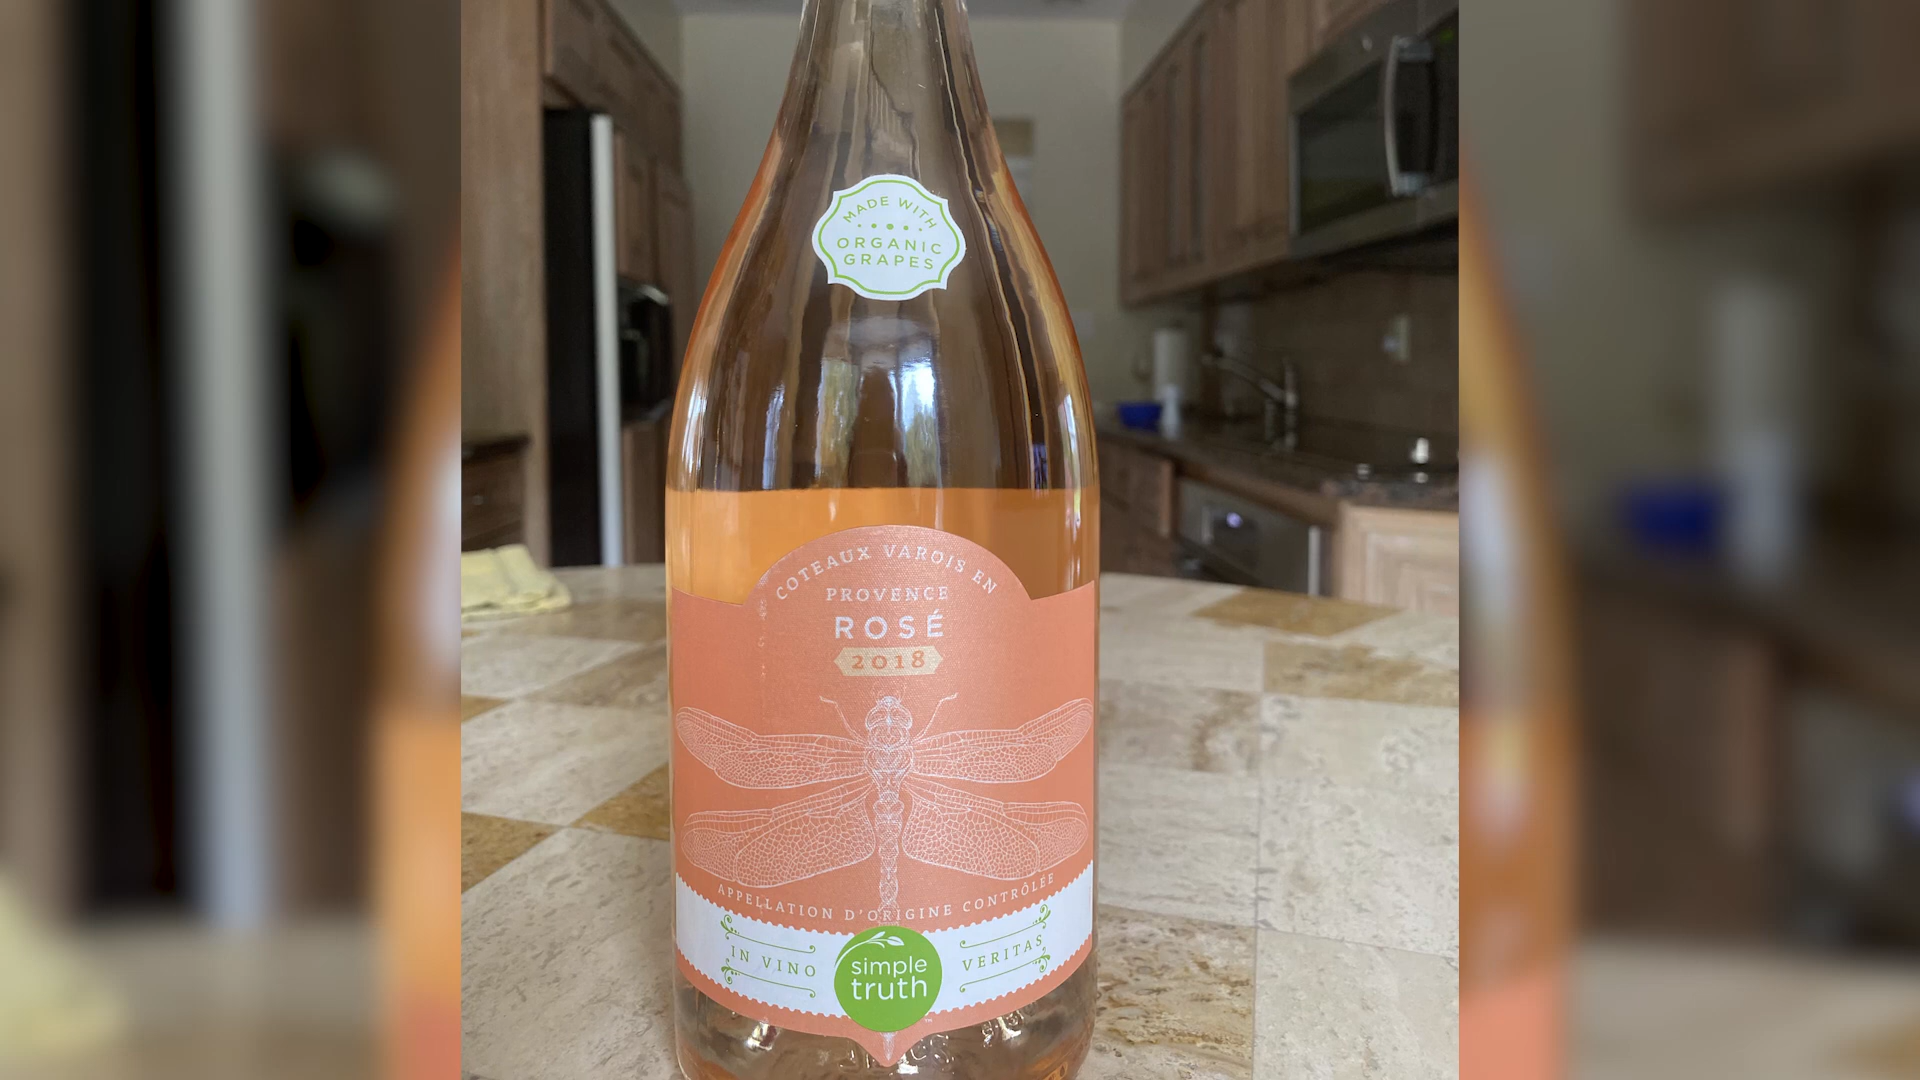 MADE WITH
ORGANIC
GRAPES
COTEAUX VAROIS EN
PROVENCE
ROSÉ
2018
APPELLATION D'ORIGINE CONTRÔLÉE
IN VINO
simple
truth
VERITAS